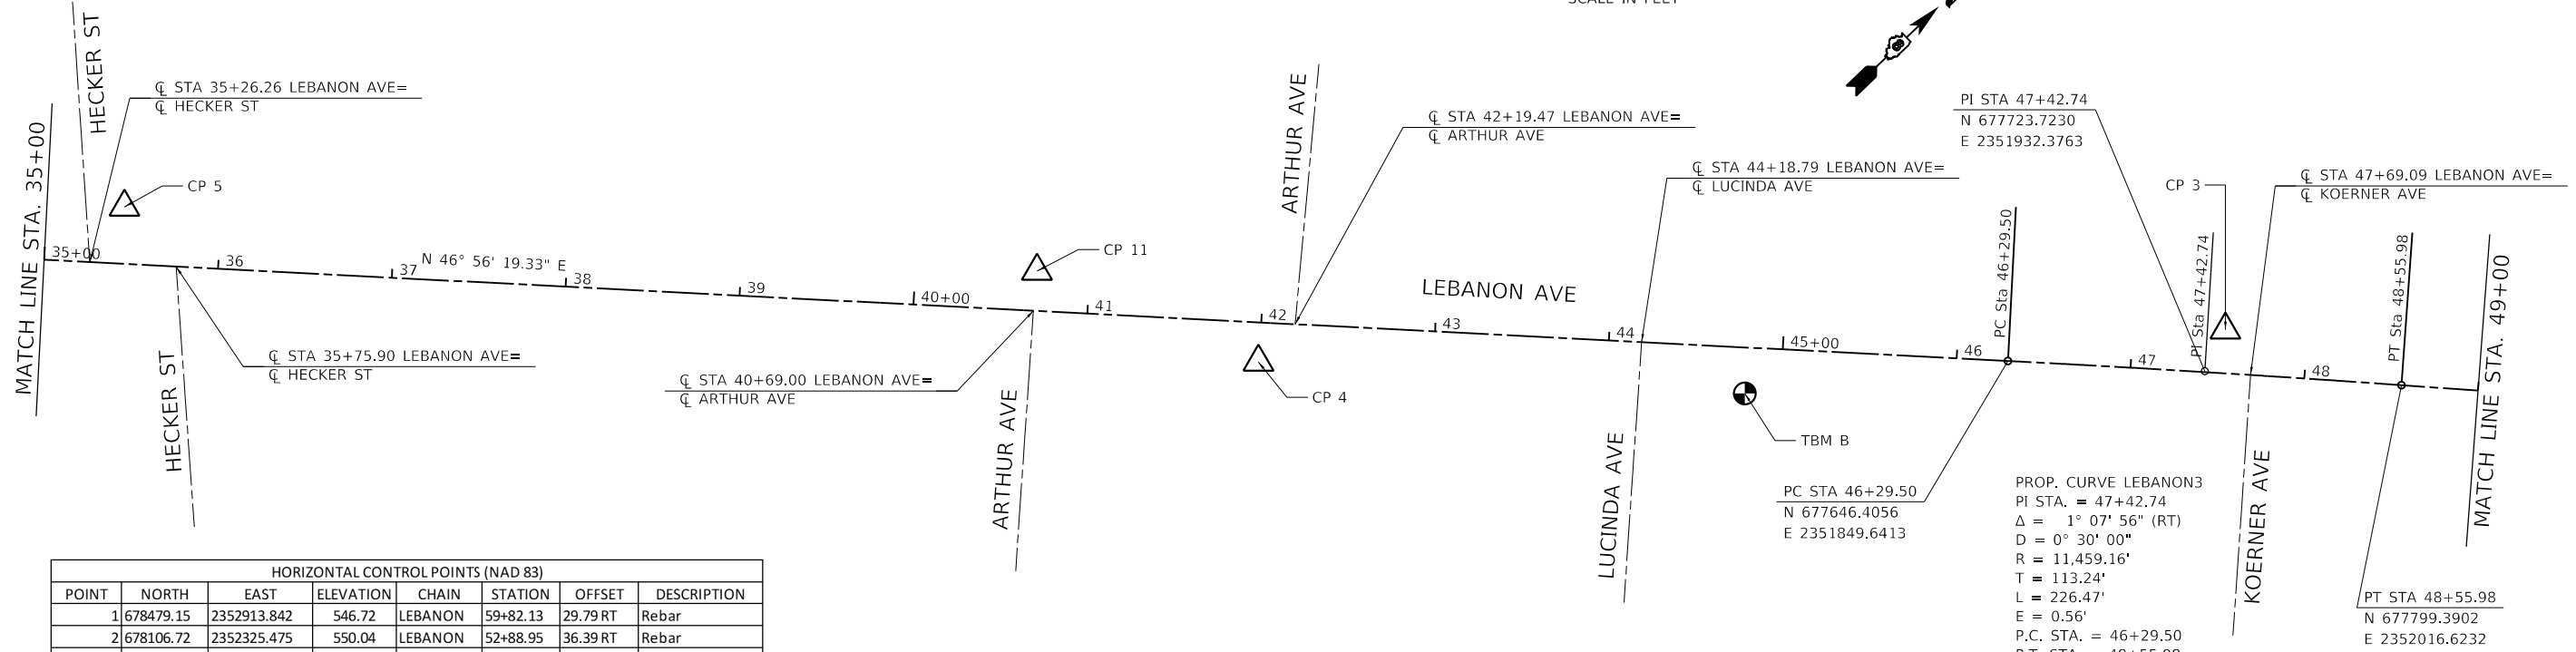 SCALE IN FEET
HECKER ST
MATCH LINE STA. 35+00
℄ STA 35+26.26 LEBANON AVE=
℄ HECKER ST
CP 5
35+00
36
N 46° 56' 19.33" E
37
38
39
40+00
41
42
43
44
45+00
46
47
48
℄ STA 35+75.90 LEBANON AVE=
℄ HECKER ST
HECKER ST
CP 11
℄ STA 40+69.00 LEBANON AVE=
℄ ARTHUR AVE
ARTHUR AVE
ARTHUR AVE
℄ STA 42+19.47 LEBANON AVE=
℄ ARTHUR AVE
CP 4
LEBANON AVE
℄ STA 44+18.79 LEBANON AVE=
℄ LUCINDA AVE
LUCINDA AVE
TBM B
PC Sta 46+29.50
PC STA 46+29.50
N 677646.4056
E 2351849.6413
PI STA 47+42.74
N 677723.7230
E 2351932.3763
PI Sta 47+42.74
CP 3
℄ STA 47+69.09 LEBANON AVE=
℄ KOERNER AVE
KOERNER AVE
PT Sta 48+55.98
MATCH LINE STA. 49+00
PT STA 48+55.98
N 677799.3902
E 2352016.6232
PROP. CURVE LEBANON3
PI STA. = 47+42.74
Δ = 1° 07' 56" (RT)
D = 0° 30' 00"
R = 11,459.16'
T = 113.24'
L = 226.47'
E = 0.56'
P.C. STA. = 46+29.50
P.T. STA. = 48+55.98
HORIZONTAL CONTROL POINTS (NAD 83)
POINT NORTH EAST ELEVATION CHAIN STATION OFFSET DESCRIPTION
1 678479.15 2352913.842 546.72 LEBANON 59+82.13 29.79 RT Rebar
2 678106.72 2352325.475 550.04 LEBANON 52+88.95 36.39 RT Rebar